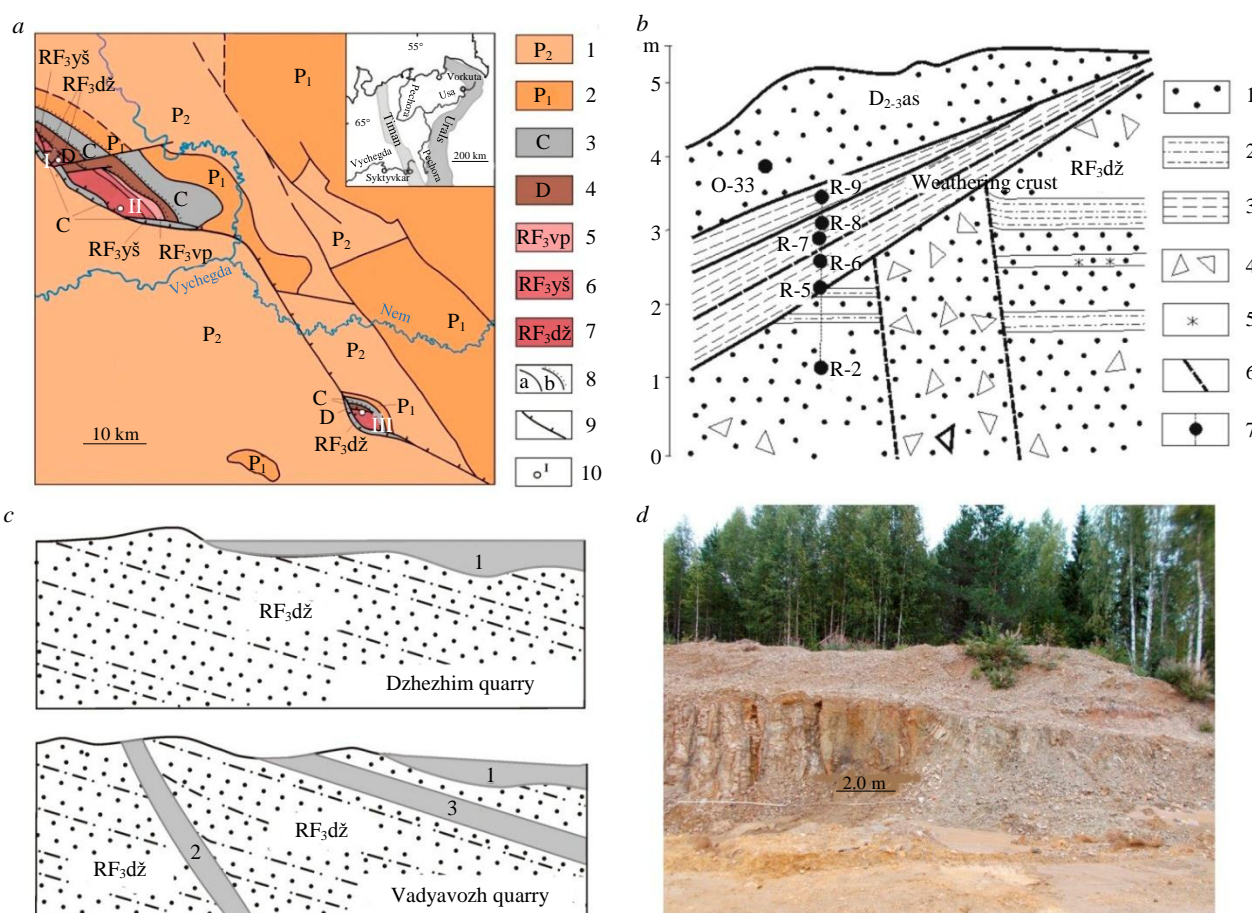 a
RF₃yš
RF₃dž
P₂
P₁
P₁
I
D
C
P₁
C
II
C
RF₃yš
RF₃vp
Vychegda
P₂
Nem
P₁
P₂
P₂
C
D
P₁
III
RF₃dž
P₁
10 km
55°
65°
Vorkuta
Usa
Pechora
Timan
Urals
Vychegda
Syktyvkar
Pechora
200 km
P₂ 1
P₁ 2
C 3
D 4
RF₃vp 5
RF₃yš 6
RF₃dž 7
a b 8
9
I 10
b
m
5
4
3
2
1
0
D₂₋₃as
O-33
R-9
Weathering crust
RF₃dž
R-8
R-7
R-6
R-5
R-2
1
2
3
4
5
6
7
c
1
RF₃dž
Dzhezhim quarry
1
3
RF₃dž
2
RF₃dž
Vadyavozh quarry
d
2.0 m